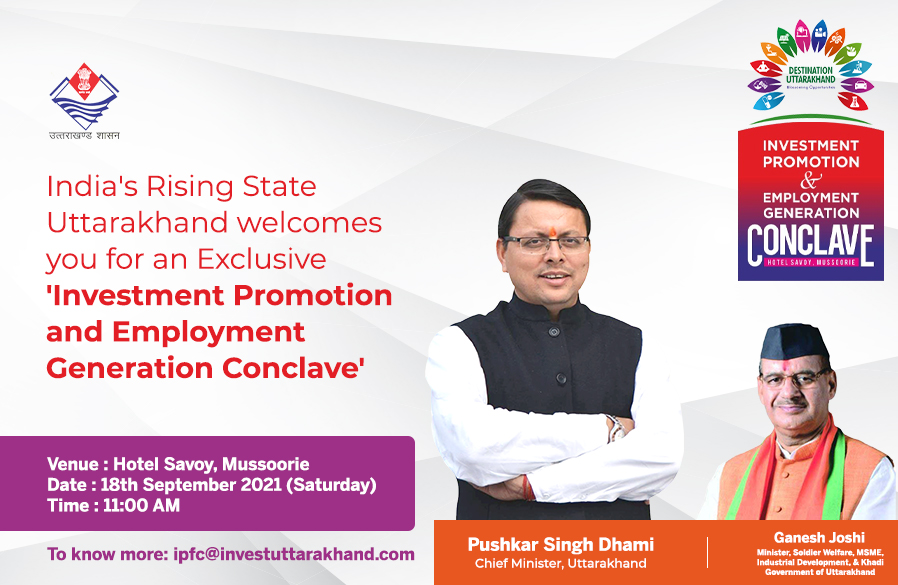 उत्तराखण्ड शासन
India's Rising State
Uttarakhand welcomes
you for an Exclusive
'Investment Promotion
and Employment
Generation Conclave'
Venue : Hotel Savoy, Mussoorie
Date : 18th September 2021 (Saturday)
Time : 11:00 AM
To know more: ipfc@investuttarakhand.com
DESTINATION
UTTARAKHAND
Blossoming Opportunities
INVESTMENT
PROMOTION
&
EMPLOYMENT
GENERATION
CONCLAVE
HOTEL SAVOY, MUSSOORIE
Pushkar Singh Dhami
Chief Minister, Uttarakhand
Ganesh Joshi
Minister, Soldier Welfare, MSME,
Industrial Development, & Khadi
Government of Uttarakhand